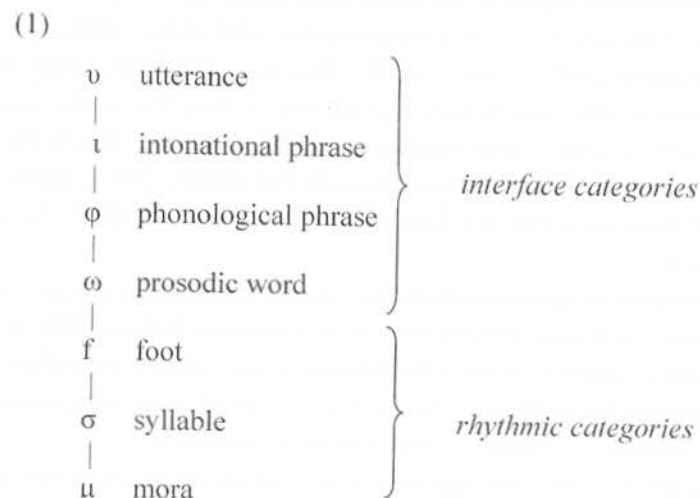 (1)
υ utterance
ι intonational phrase
interface categories
φ phonological phrase
ω prosodic word
f foot
σ syllable
rhythmic categories
μ mora